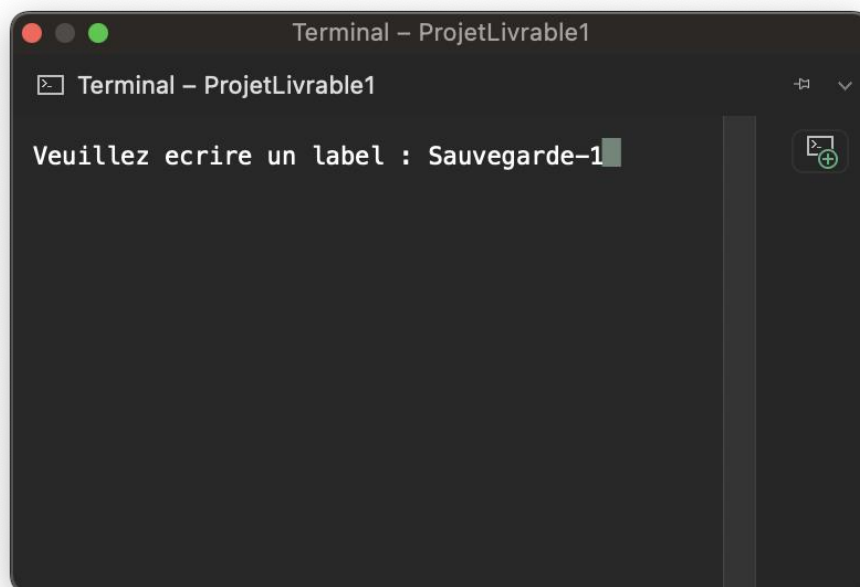 Terminal – ProjetLivrable1
Terminal – ProjetLivrable1
Veuillez ecrire un label : Sauvegarde-1